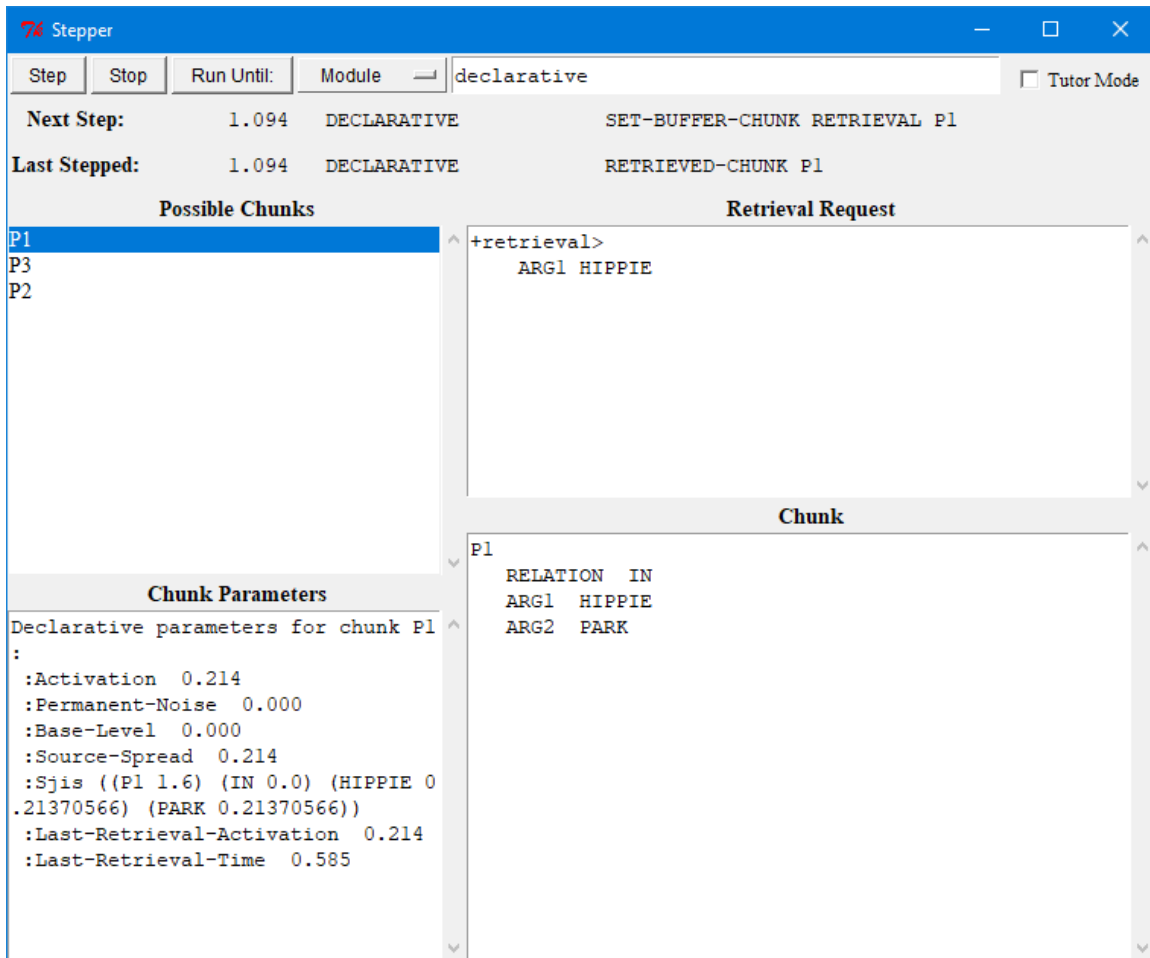 Stepper
Step Stop Run Until: Module declarative Tutor Mode
Next Step: 1.094 DECLARATIVE SET-BUFFER-CHUNK RETRIEVAL P1
Last Stepped: 1.094 DECLARATIVE RETRIEVED-CHUNK P1
Possible Chunks
P1
P3
P2
Retrieval Request
+retrieval>
ARG1 HIPPIE
Chunk Parameters
Declarative parameters for chunk P1
:
:Activation 0.214
:Permanent-Noise 0.000
:Base-Level 0.000
:Source-Spread 0.214
:Sjis ((P1 1.6) (IN 0.0) (HIPPIE 0
.21370566) (PARK 0.21370566))
:Last-Retrieval-Activation 0.214
:Last-Retrieval-Time 0.585
Chunk
P1
RELATION IN
ARG1 HIPPIE
ARG2 PARK